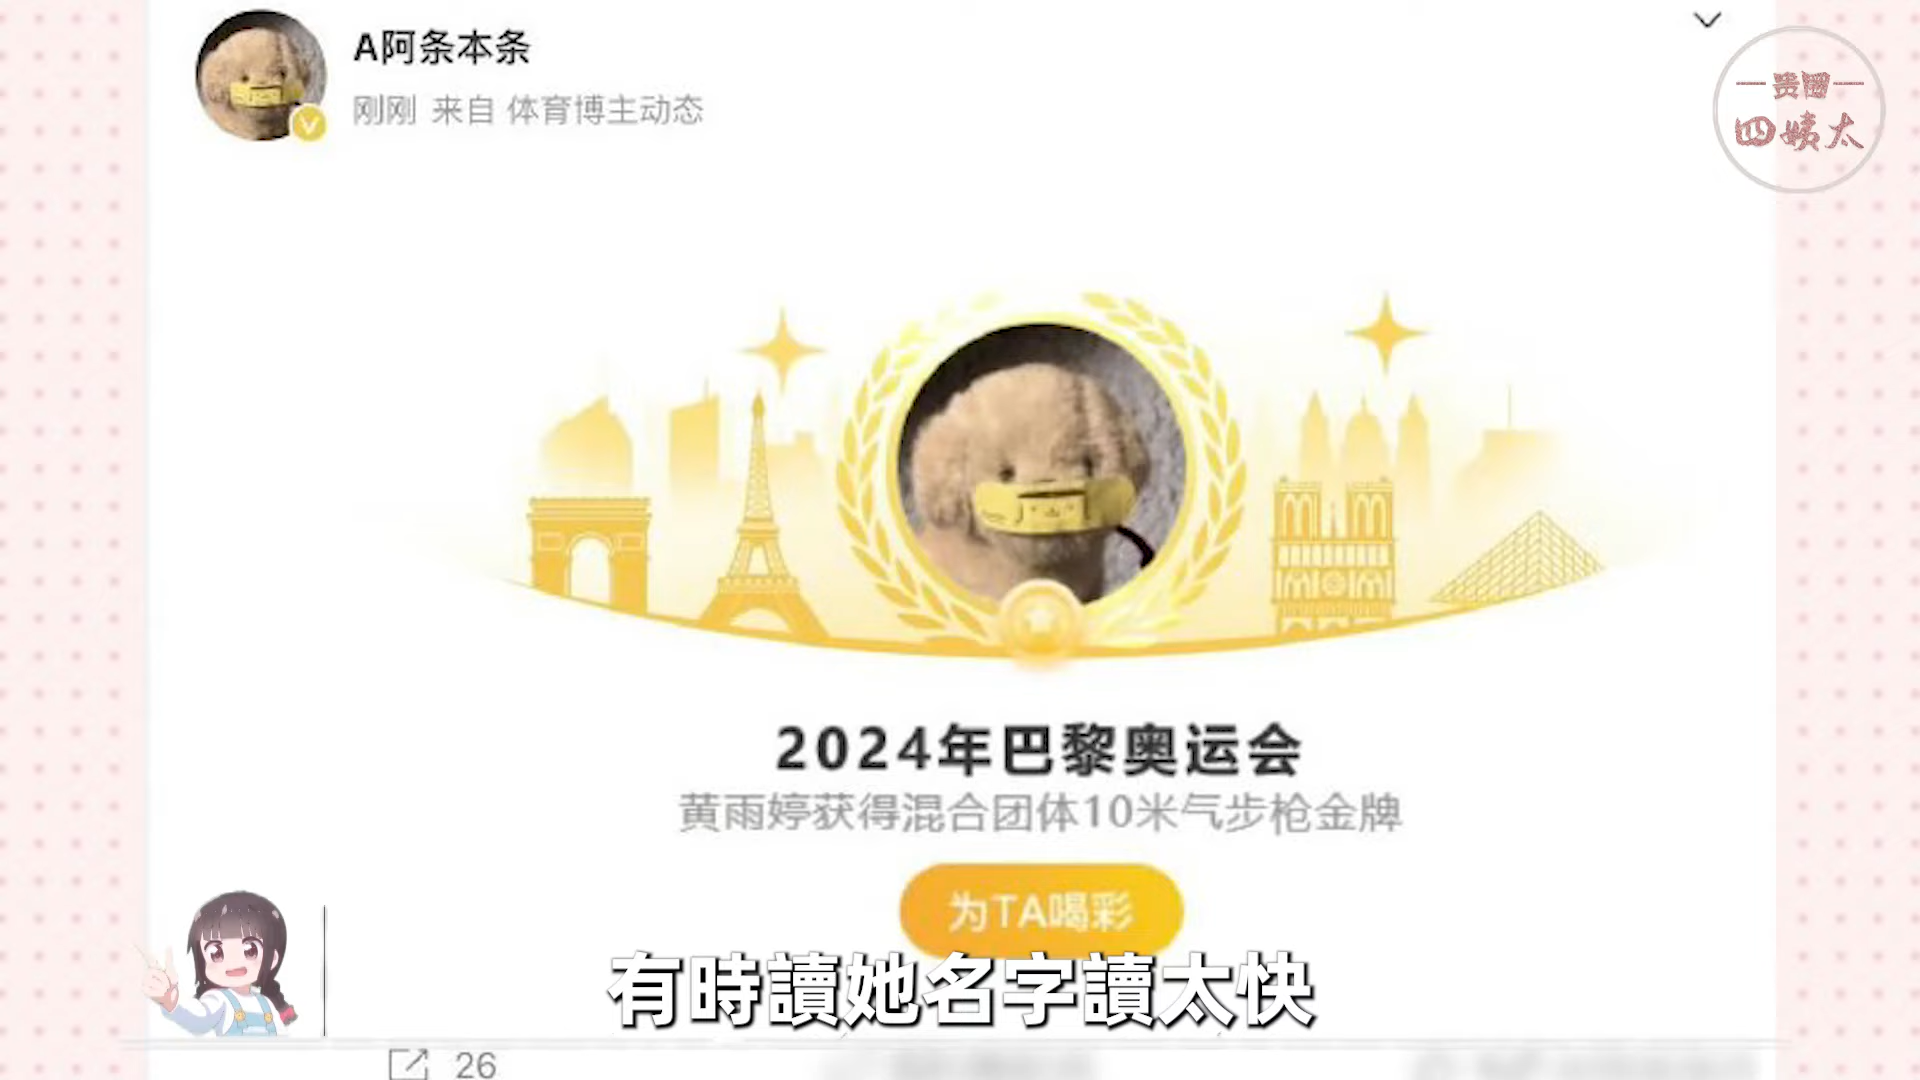 A阿条本条
刚刚 来自 体育博主动态
贵圈
四姨太
2024年巴黎奥运会
黄雨婷获得混合团体10米气步枪金牌
为TA喝彩
有時讀她名字讀太快
26